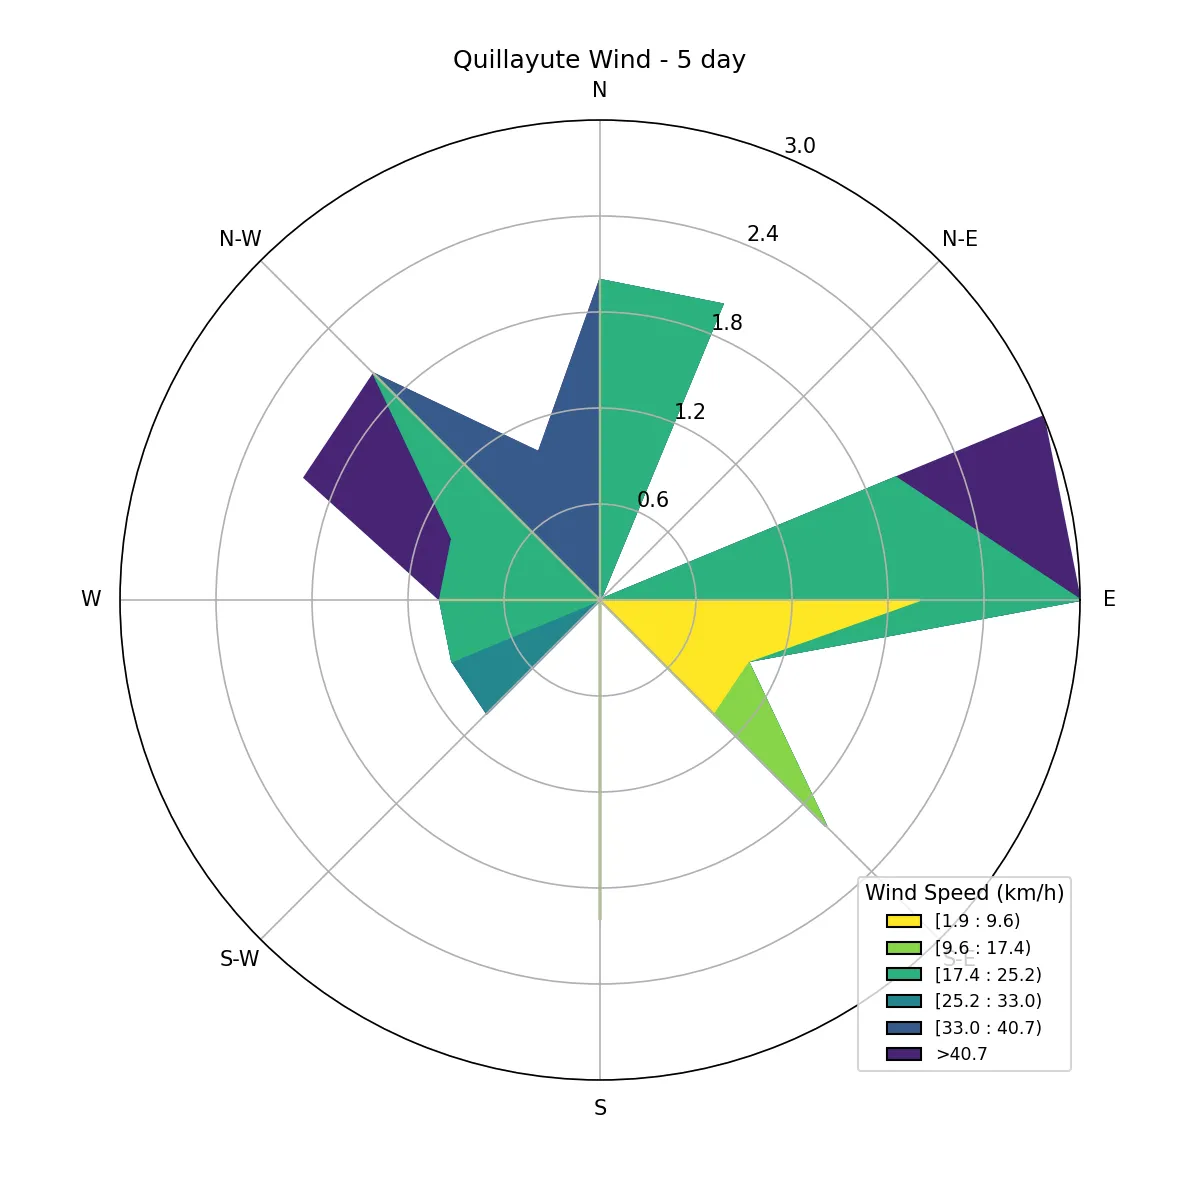 Quillayute Wind - 5 day
N
3.0
2.4
N-W
N-E
1.8
1.2
0.6
W
E
Wind Speed (km/h)
[1.9 : 9.6)
[9.6 : 17.4)
S-W
S-E
[17.4 : 25.2)
[25.2 : 33.0)
[33.0 : 40.7)
>40.7
S